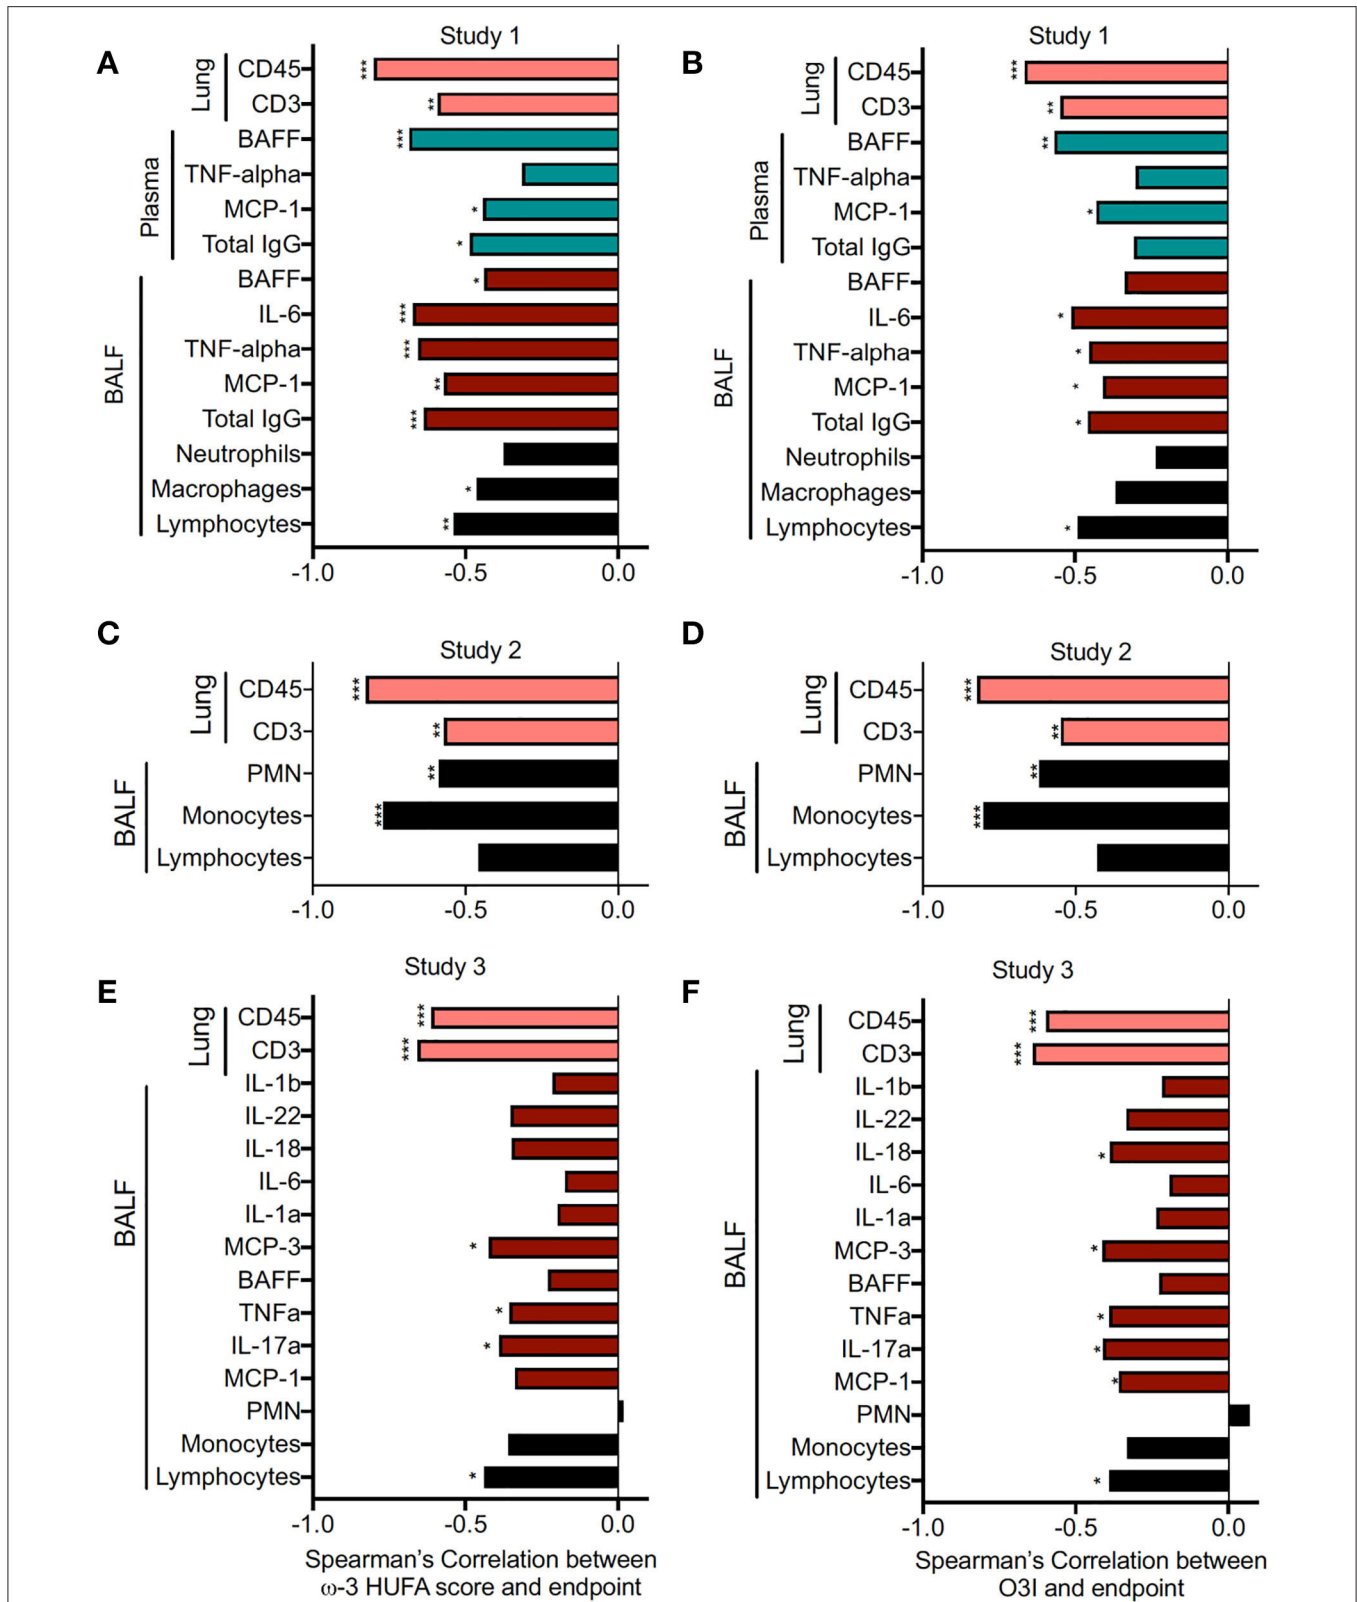 A
Study 1
Lung
CD45
***
CD3
**
Plasma
BAFF
***
TNF-alpha
MCP-1
*
Total IgG
*
BALF
BAFF
*
IL-6
***
TNF-alpha
***
MCP-1
**
Total IgG
***
Neutrophils
Macrophages
*
Lymphocytes
**
-1.0 -0.5 0.0
B
Study 1
Lung
CD45
***
CD3
**
Plasma
BAFF
**
TNF-alpha
MCP-1
*
Total IgG
BALF
BAFF
IL-6
*
TNF-alpha
*
MCP-1
*
Total IgG
*
Neutrophils
Macrophages
Lymphocytes
*
-1.0 -0.5 0.0
C
Study 2
Lung
CD45
***
CD3
**
BALF
PMN
**
Monocytes
***
Lymphocytes
-1.0 -0.5 0.0
D
Study 2
Lung
CD45
***
CD3
**
BALF
PMN
**
Monocytes
***
Lymphocytes
-1.0 -0.5 0.0
E
Study 3
Lung
CD45
***
CD3
***
BALF
IL-1b
IL-22
IL-18
IL-6
IL-1a
MCP-3
*
BAFF
TNFa
*
IL-17a
*
MCP-1
PMN
Monocytes
Lymphocytes
*
-1.0 -0.5 0.0
Spearman's Correlation between
ω-3 HUFA score and endpoint
F
Study 3
Lung
CD45
***
CD3
***
BALF
IL-1b
IL-22
IL-18
*
IL-6
IL-1a
MCP-3
*
BAFF
TNFa
*
IL-17a
*
MCP-1
*
PMN
Monocytes
Lymphocytes
*
-1.0 -0.5 0.0
Spearman's Correlation between
O3I and endpoint